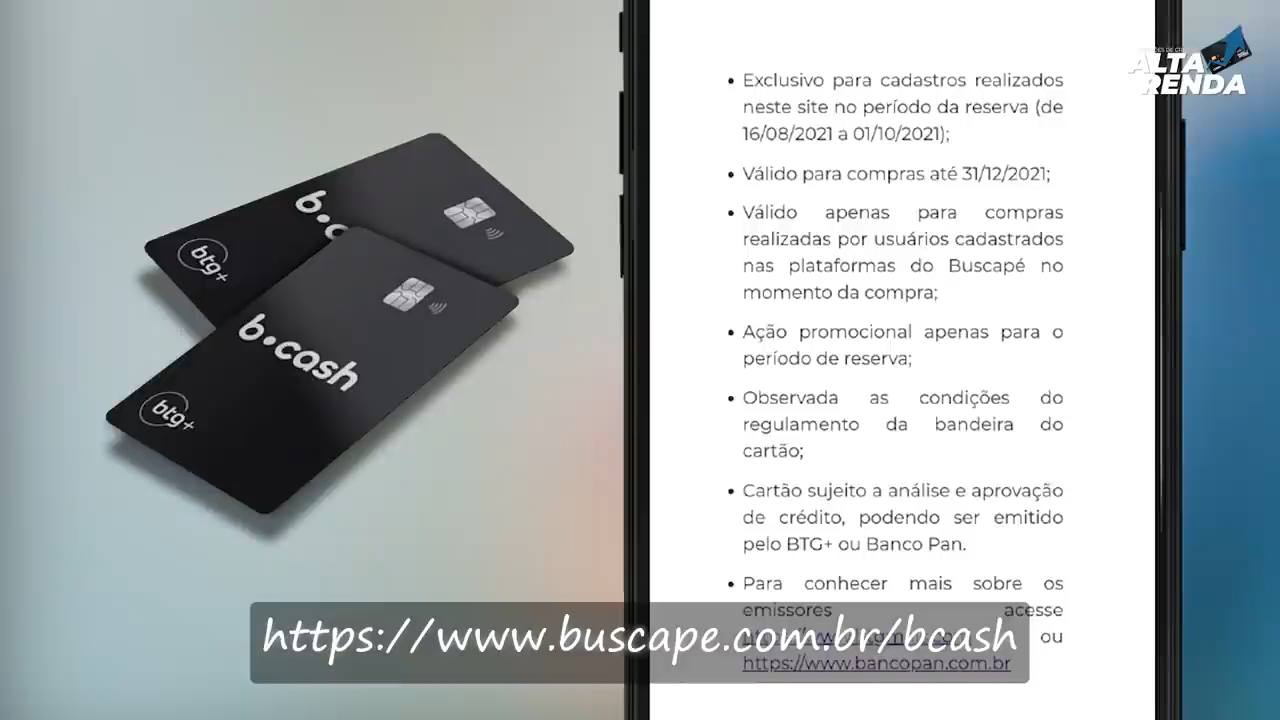 ALTA
RENDA
• Exclusivo para cadastros realizados
neste site no período da reserva (de
16/08/2021 a 01/10/2021);
• Válido para compras até 31/12/2021;
• Válido apenas para compras
realizadas por usuários cadastrados
nas plataformas do Buscapé no
momento da compra;
• Ação promocional apenas para o
período de reserva;
• Observada as condições do
regulamento da bandeira do
cartão;
• Cartão sujeito a análise e aprovação
de crédito, podendo ser emitido
pelo BTG+ ou Banco Pan.
• Para conhecer mais sobre os
emissores acesse
ou
https://www.bancopan.com.br
b•c
btg+
b•cash
btg+
https://www.buscape.com.br/bcash